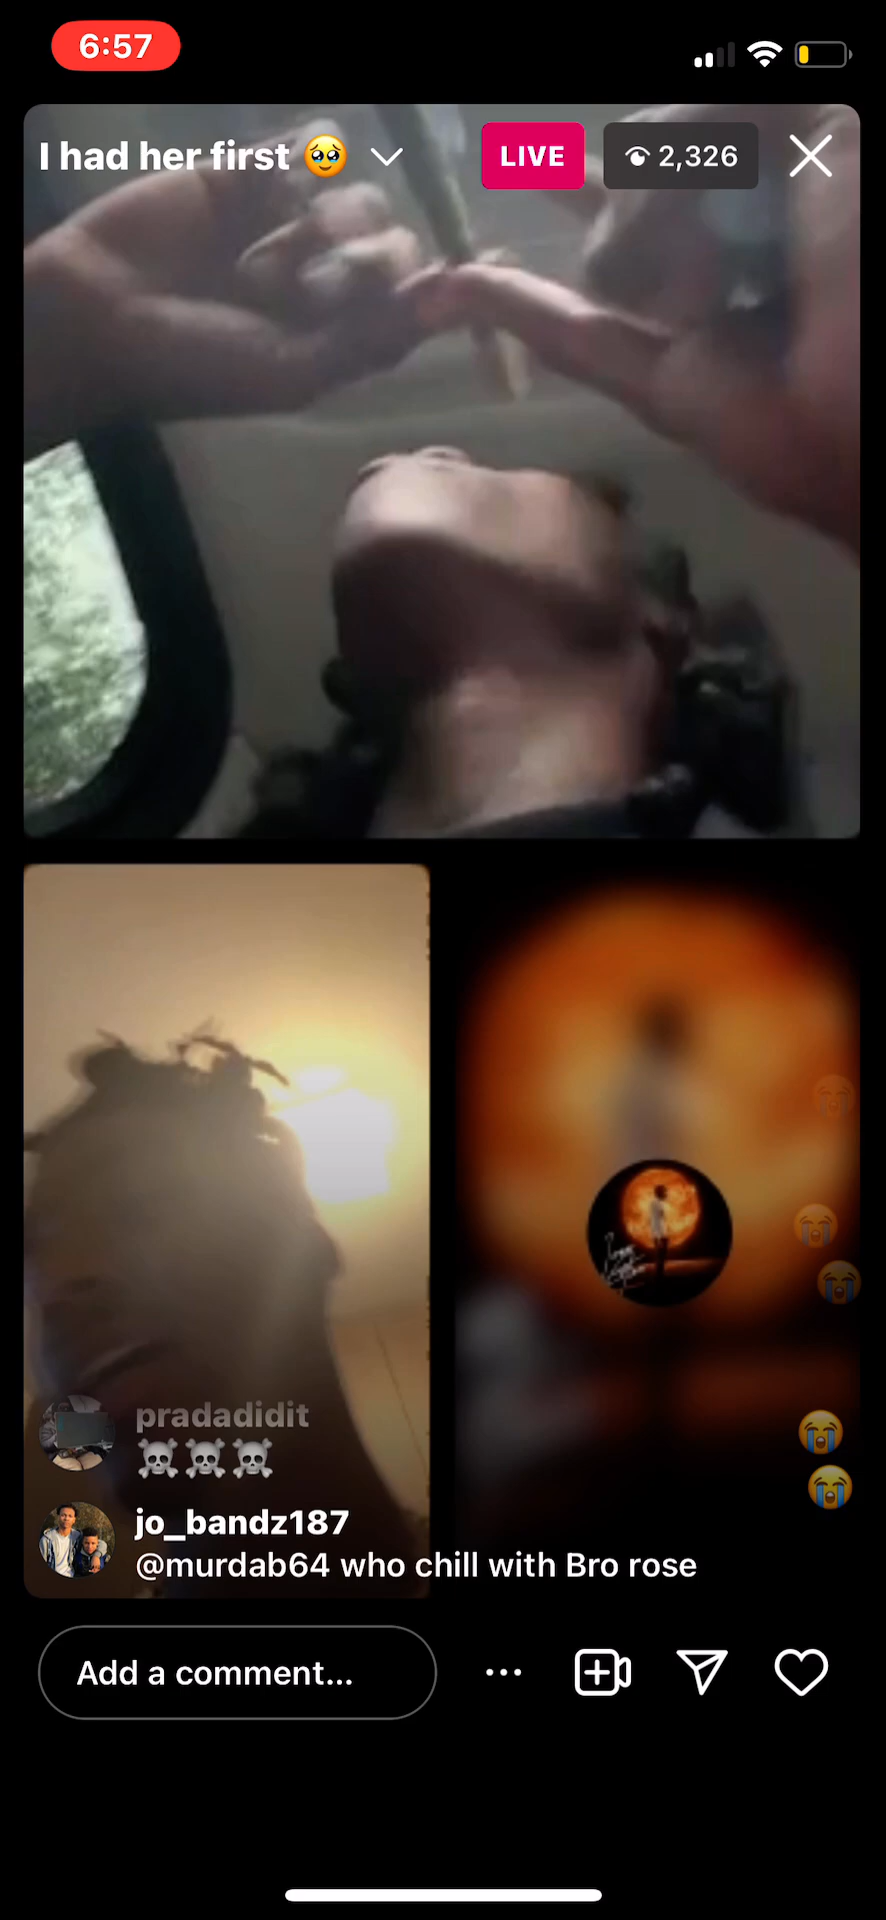 6:57
I had her first 🥹
LIVE
2,326
pradadidit
☠️☠️☠️
jo_bandz187
@murdab64 who chill with Bro rose
Add a comment...